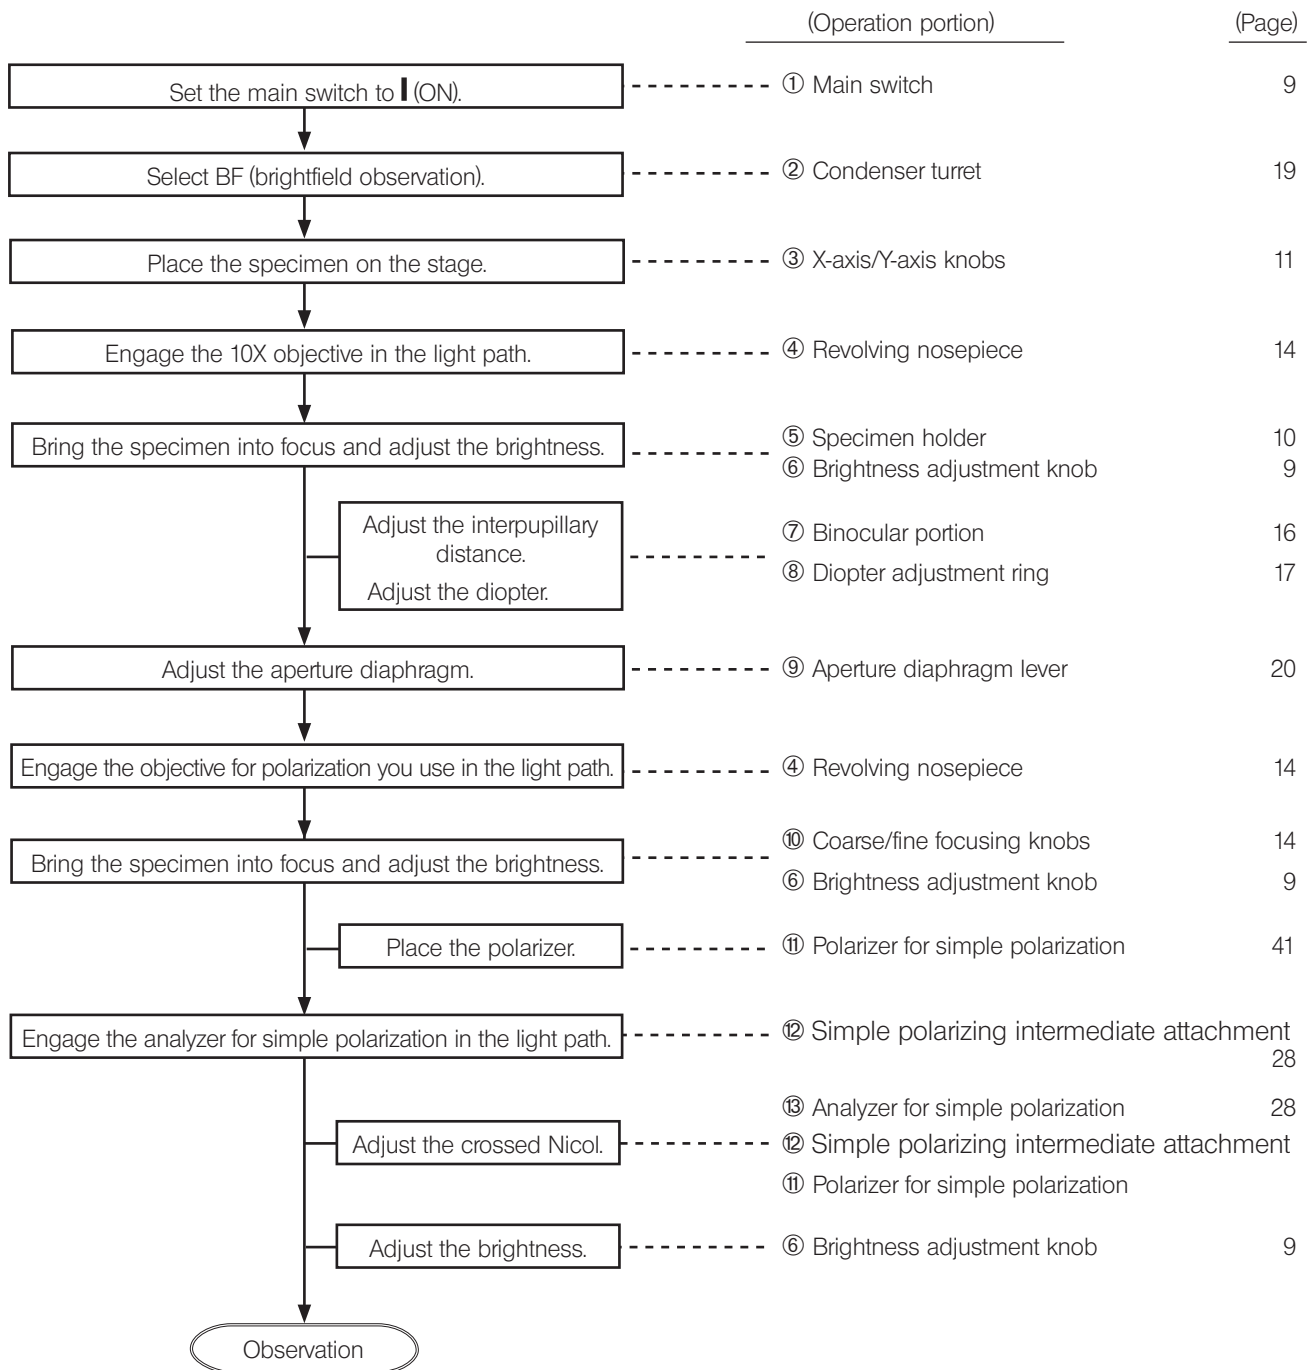 (Operation portion) (Page)
Set the main switch to I (ON). ① Main switch 9
Select BF (brightfield observation). ② Condenser turret 19
Place the specimen on the stage. ③ X-axis/Y-axis knobs 11
Engage the 10X objective in the light path. ④ Revolving nosepiece 14
Bring the specimen into focus and adjust the brightness. ⑤ Specimen holder 10
⑥ Brightness adjustment knob 9
Adjust the interpupillary
distance. ⑦ Binocular portion 16
Adjust the diopter. ⑧ Diopter adjustment ring 17
Adjust the aperture diaphragm. ⑨ Aperture diaphragm lever 20
Engage the objective for polarization you use in the light path. ④ Revolving nosepiece 14
Bring the specimen into focus and adjust the brightness. ⑩ Coarse/fine focusing knobs 14
⑥ Brightness adjustment knob 9
Place the polarizer. ⑪ Polarizer for simple polarization 41
Engage the analyzer for simple polarization in the light path. ⑫ Simple polarizing intermediate attachment
28
⑬ Analyzer for simple polarization 28
Adjust the crossed Nicol. ⑫ Simple polarizing intermediate attachment
⑪ Polarizer for simple polarization
Adjust the brightness. ⑥ Brightness adjustment knob 9
Observation